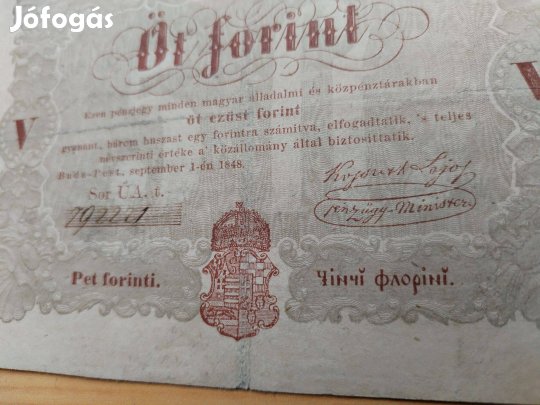 Jófogás
Öt forint
V
V
Ezen pénzjegy minden magyar álladalmi és közpénztárakban
öt ezüst forint
gyanánt, három huszast egy forintra számítva, elfogadtatik, 's teljes
névszerinti értéke a' közállomány által biztosíttatik.
Buda-Pest, september 1-én 1848.
Sor ÚA. t.
Kossuth Lajos
pénzügy-Minister.
Pet forinti.
Чінчі флоріні.